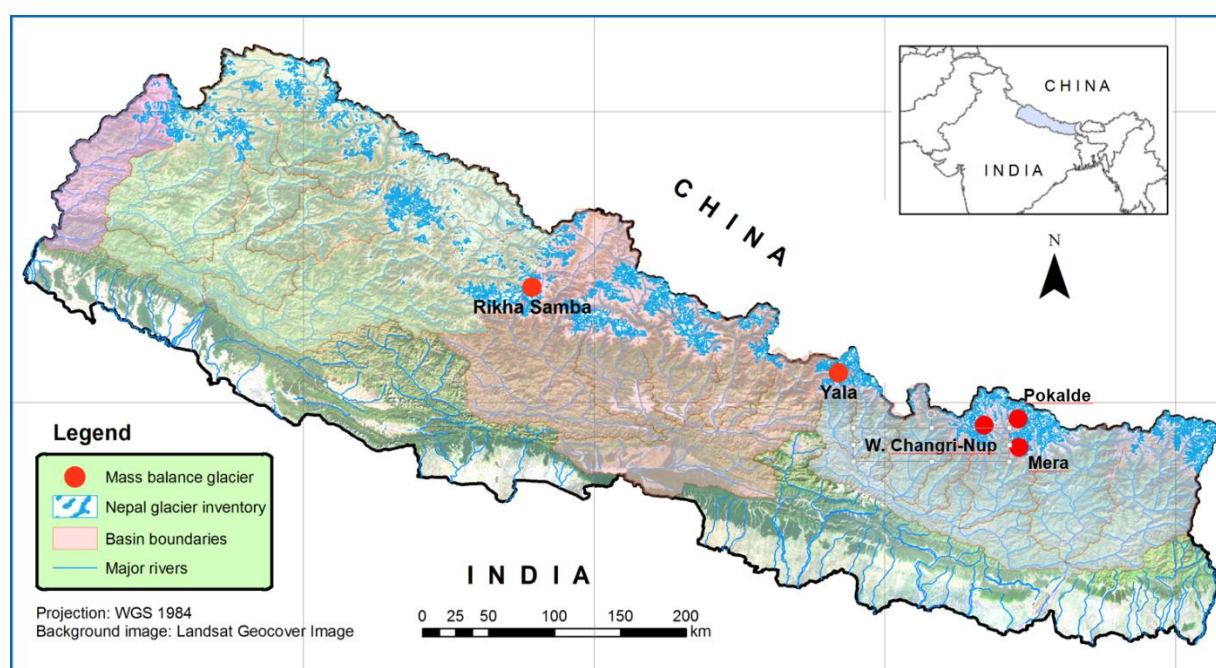 CHINA
INDIA
N
CHINA
Rikha Samba
Yala
Pokalde
W. Changri-Nup
Mera
Legend
Mass balance glacier
Nepal glacier inventory
Basin boundaries
Major rivers
INDIA
Projection: WGS 1984
Background image: Landsat Geocover Image
0 25 50 100 150 200
km